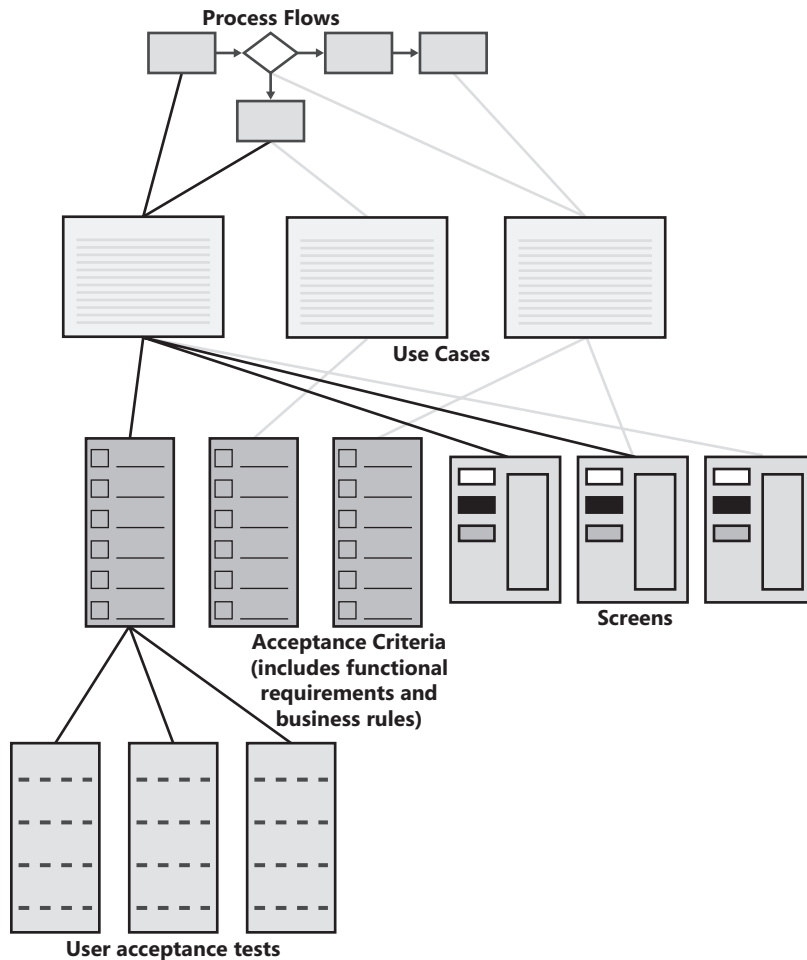 Process Flows
Use Cases
Screens
Acceptance Criteria
(includes functional
requirements and
business rules)
User acceptance tests